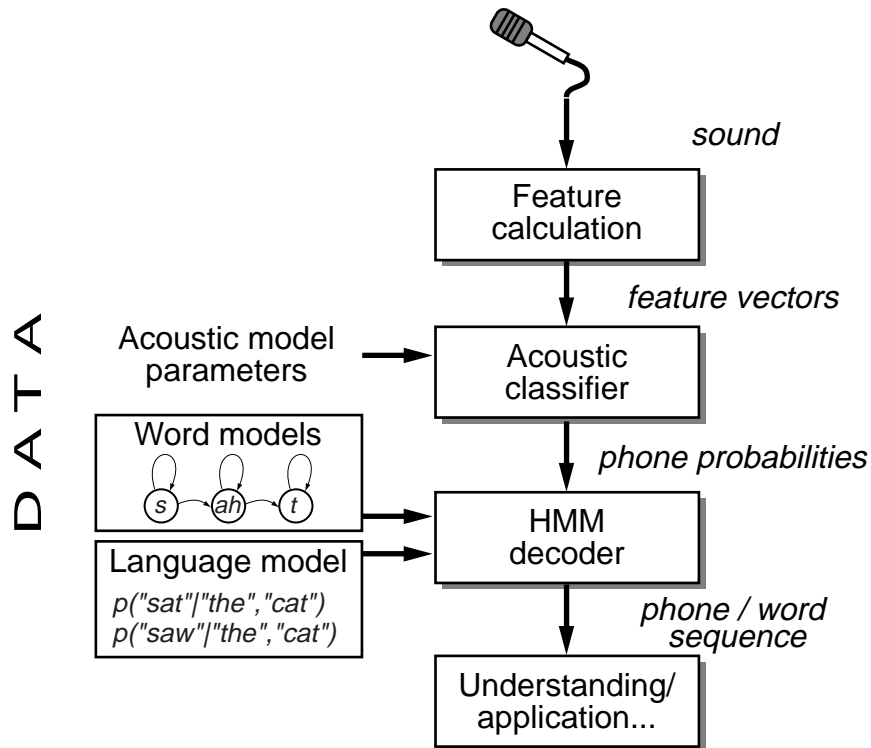 sound
Feature
calculation
feature vectors
Acoustic model
parameters
Acoustic
classifier
DATA
Word models
s ah t
phone probabilities
HMM
decoder
Language model
p("sat"|"the","cat")
p("saw"|"the","cat")
phone / word
sequence
Understanding/
application...